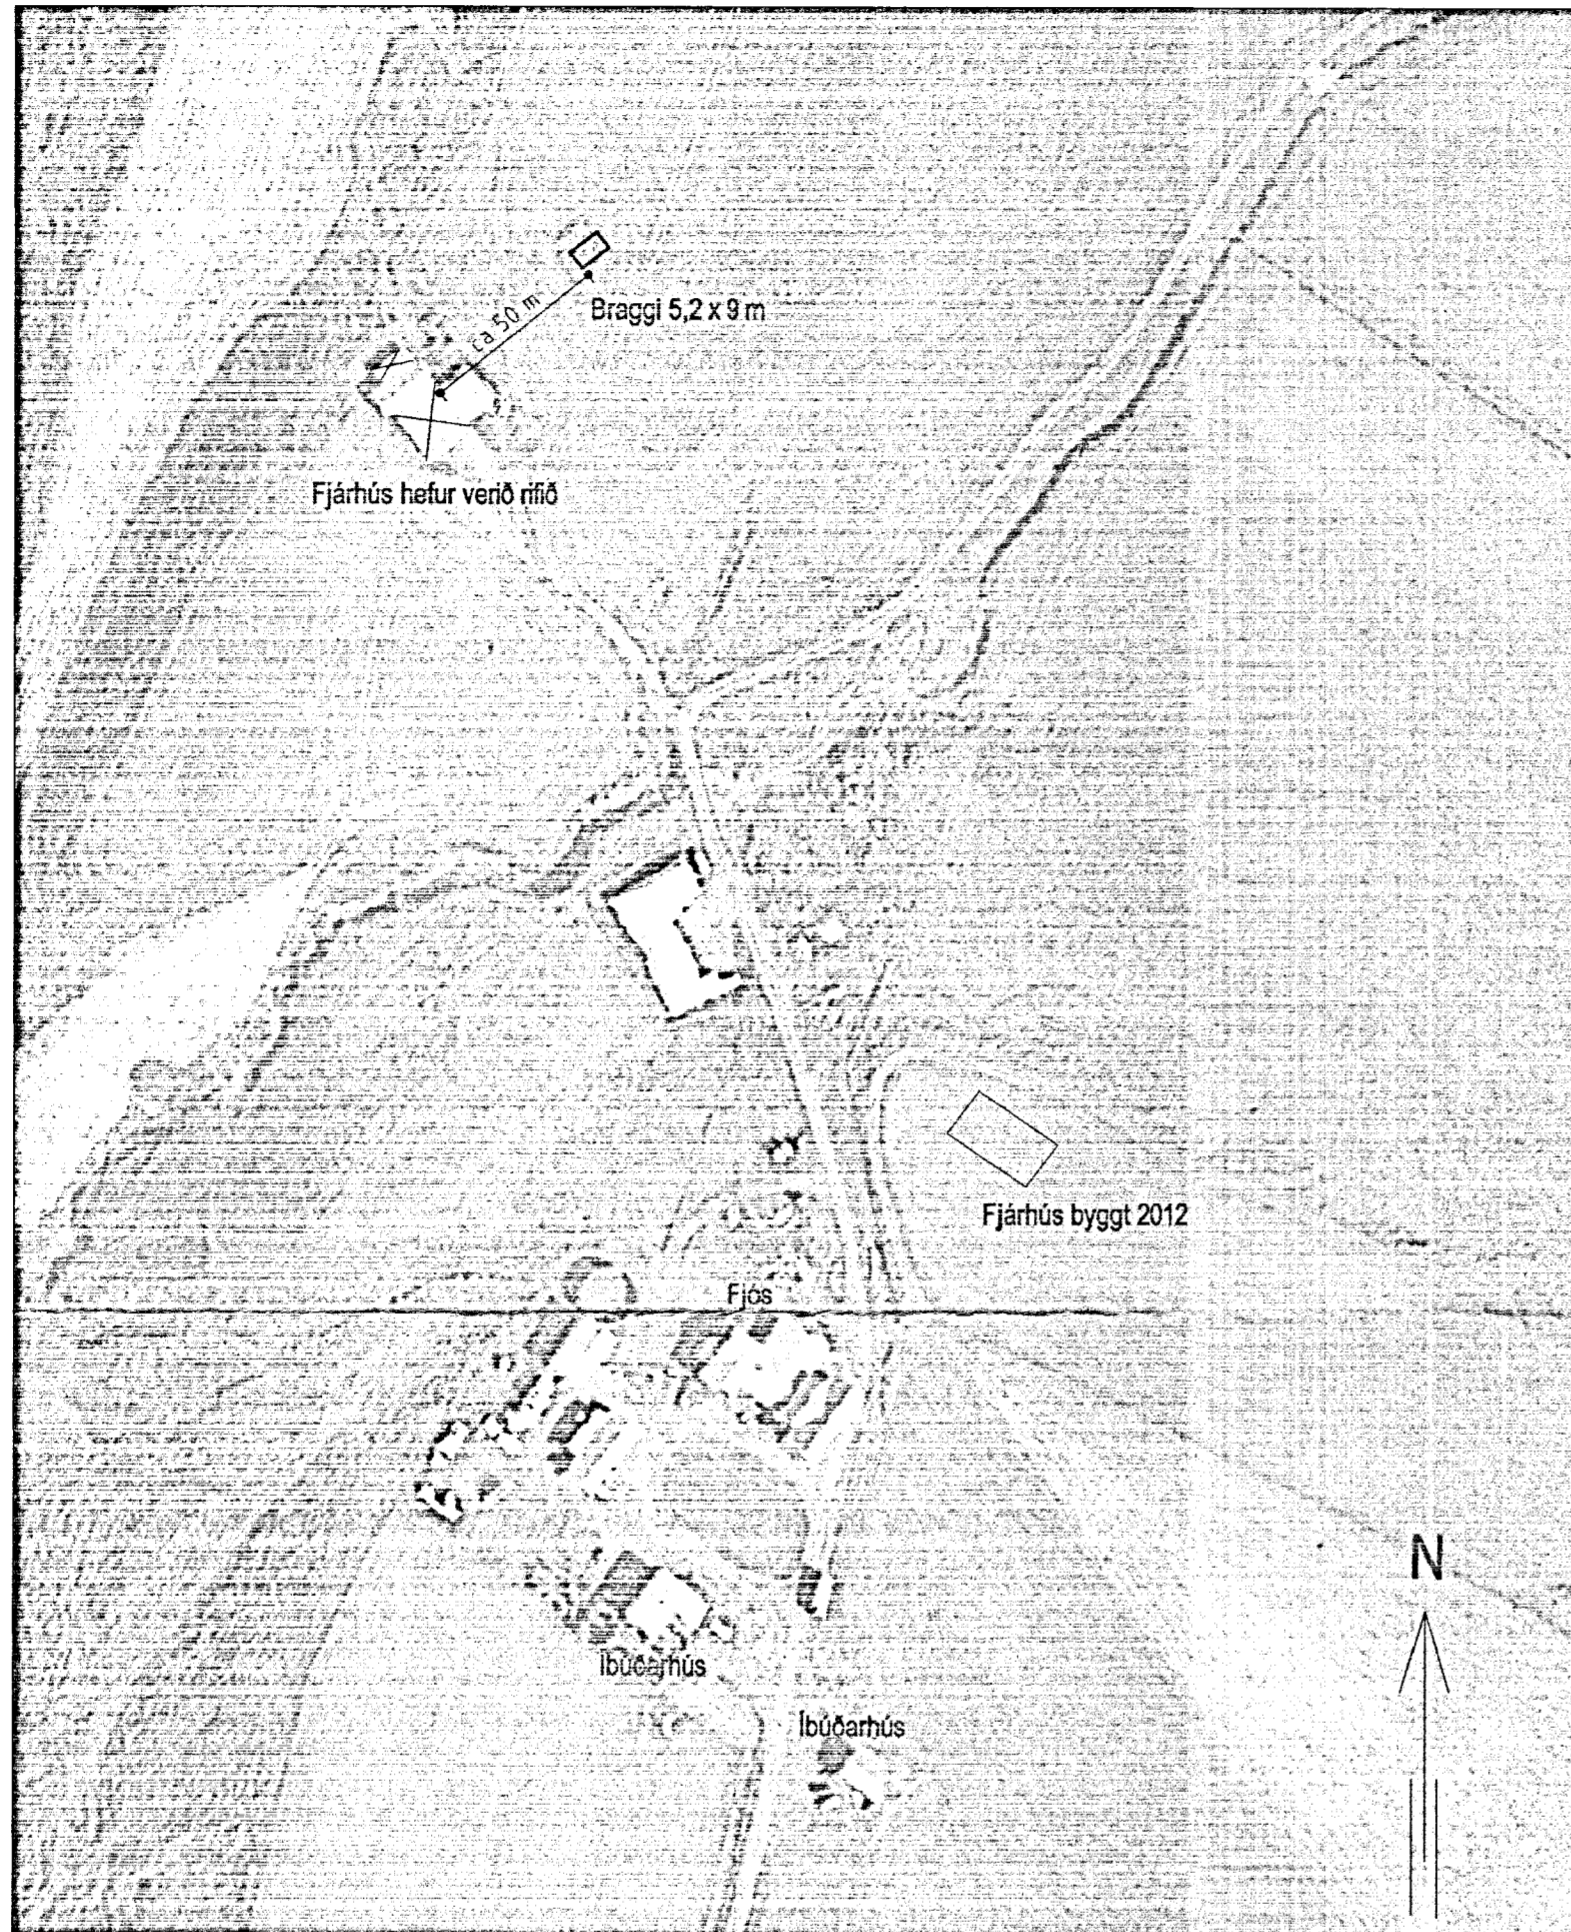 ca 50 m
Braggi 5,2 x 9 m
Fjárhús hefur verið rifið
Fjárhús byggt 2012
Fjós
N
Íbúðarhús
Íbúðarhús